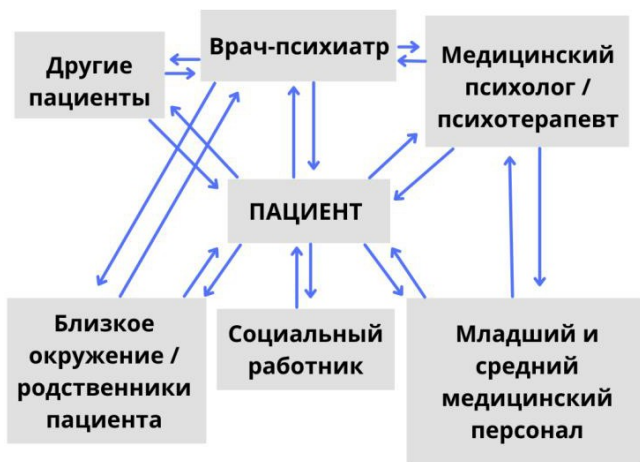 Врач-психиатр
Другие
пациенты
Медицинский
психолог /
психотерапевт
ПАЦИЕНТ
Близкое
окружение /
родственники
пациента
Социальный
работник
Младший и
средний
медицинский
персонал